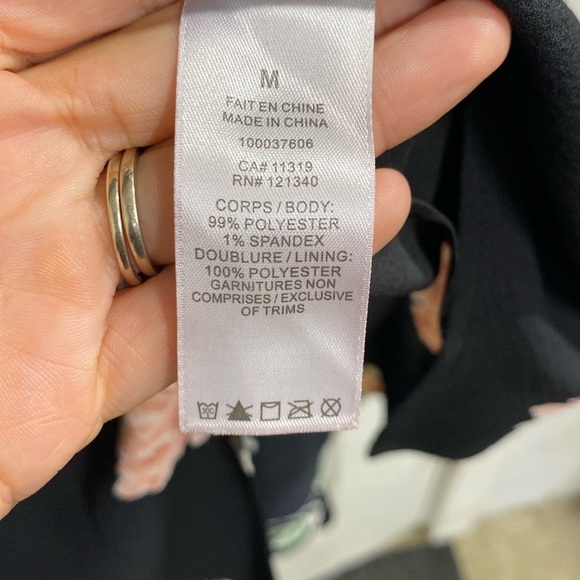 M
FAIT EN CHINE
MADE IN CHINA
100037606
CA# 11319
RN# 121340
CORPS / BODY:
99% POLYESTER
1% SPANDEX
DOUBLURE / LINING:
100% POLYESTER
GARNITURES NON
COMPRISES / EXCLUSIVE
OF TRIMS